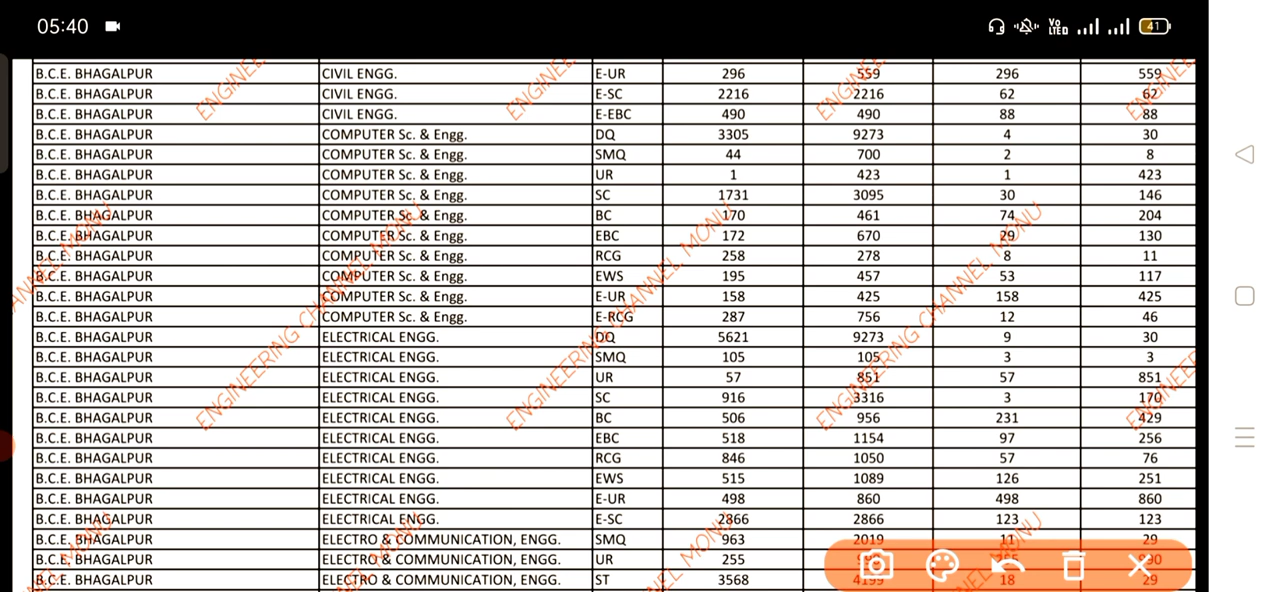 05:40 Vo LTED 41
B.C.E. BHAGALPUR CIVIL ENGG. E-UR 296 559 296 559
B.C.E. BHAGALPUR CIVIL ENGG. E-SC 2216 2216 62 62
B.C.E. BHAGALPUR CIVIL ENGG. E-EBC 490 490 88 88
B.C.E. BHAGALPUR COMPUTER Sc. & Engg. DQ 3305 9273 4 30
B.C.E. BHAGALPUR COMPUTER Sc. & Engg. SMQ 44 700 2 8
B.C.E. BHAGALPUR COMPUTER Sc. & Engg. UR 1 423 1 423
B.C.E. BHAGALPUR COMPUTER Sc. & Engg. SC 1731 3095 30 146
B.C.E. BHAGALPUR COMPUTER Sc. & Engg. BC 170 461 74 204
B.C.E. BHAGALPUR COMPUTER Sc. & Engg. EBC 172 670 29 130
B.C.E. BHAGALPUR COMPUTER Sc. & Engg. RCG 258 278 8 11
B.C.E. BHAGALPUR COMPUTER Sc. & Engg. EWS 195 457 53 117
B.C.E. BHAGALPUR COMPUTER Sc. & Engg. E-UR 158 425 158 425
B.C.E. BHAGALPUR COMPUTER Sc. & Engg. E-RCG 287 756 12 46
B.C.E. BHAGALPUR ELECTRICAL ENGG. DQ 5621 9273 9 30
B.C.E. BHAGALPUR ELECTRICAL ENGG. SMQ 105 105 3 3
B.C.E. BHAGALPUR ELECTRICAL ENGG. UR 57 851 57 851
B.C.E. BHAGALPUR ELECTRICAL ENGG. SC 916 3316 3 170
B.C.E. BHAGALPUR ELECTRICAL ENGG. BC 506 956 231 429
B.C.E. BHAGALPUR ELECTRICAL ENGG. EBC 518 1154 97 256
B.C.E. BHAGALPUR ELECTRICAL ENGG. RCG 846 1050 57 76
B.C.E. BHAGALPUR ELECTRICAL ENGG. EWS 515 1089 126 251
B.C.E. BHAGALPUR ELECTRICAL ENGG. E-UR 498 860 498 860
B.C.E. BHAGALPUR ELECTRICAL ENGG. E-SC 2866 2866 123 123
B.C.E. BHAGALPUR ELECTRO & COMMUNICATION, ENGG. SMQ 963 2019 29
B.C.E. BHAGALPUR ELECTRO & COMMUNICATION, ENGG. UR 255
B.C.E. BHAGALPUR ELECTRO & COMMUNICATION, ENGG. ST 3568 4199 18 29
ENGINEERING CHANNEL MONU
ENGINEERING CHANNEL MONU